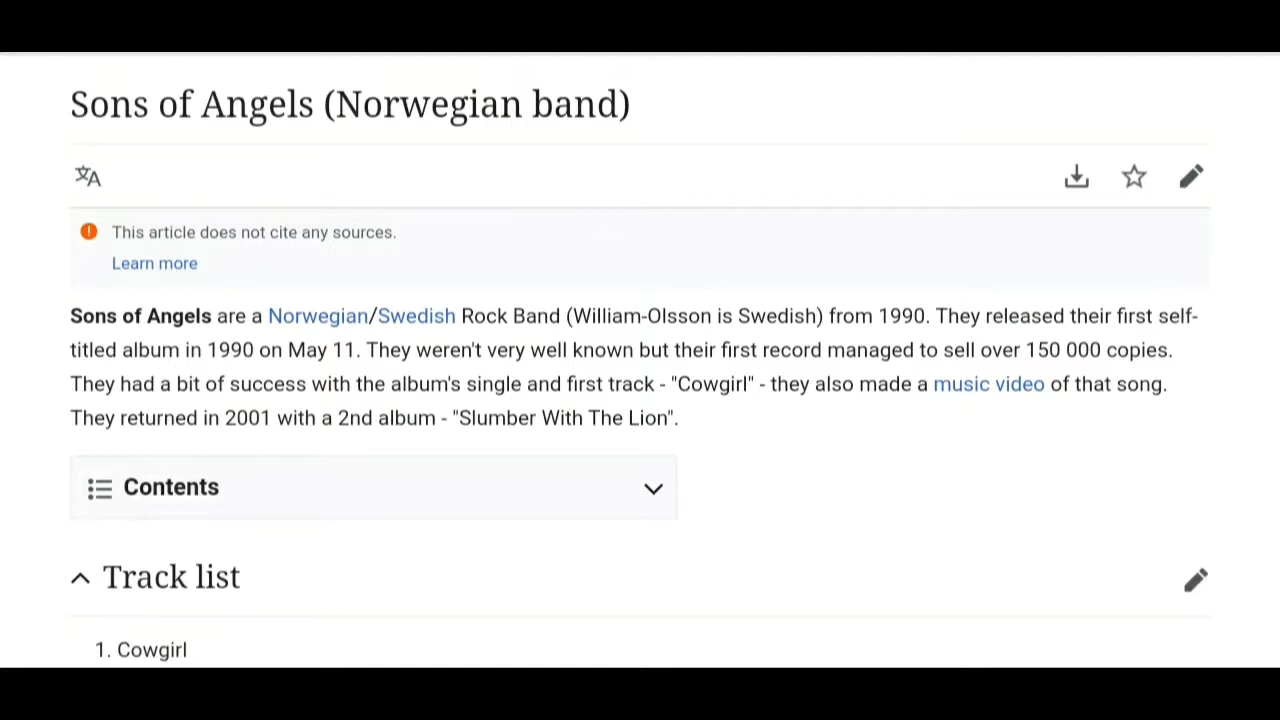 Sons of Angels (Norwegian band)
This article does not cite any sources.
Learn more
Sons of Angels are a Norwegian/Swedish Rock Band (William-Olsson is Swedish) from 1990. They released their first self-
titled album in 1990 on May 11. They weren't very well known but their first record managed to sell over 150 000 copies.
They had a bit of success with the album's single and first track - "Cowgirl" - they also made a music video of that song.
They returned in 2001 with a 2nd album - "Slumber With The Lion".
Contents
Track list
1. Cowgirl